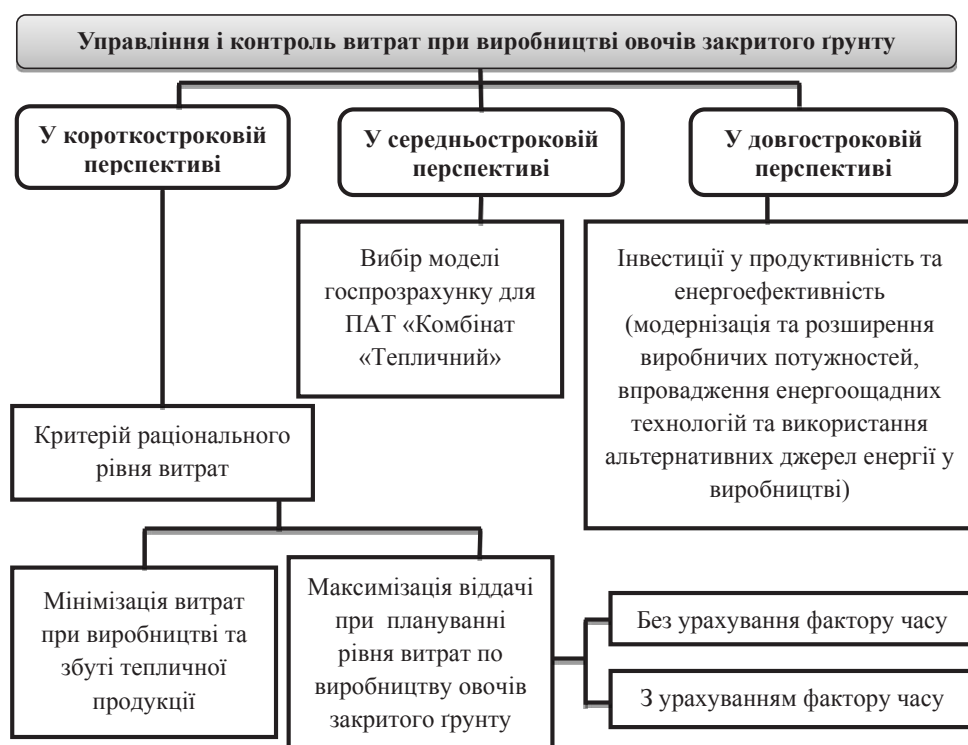 Управління і контроль витрат при виробництві овочів закритого ґрунту
У короткостроковій
перспективі
У середньостроковій
перспективі
У довгостроковій
перспективі
Вибір моделі
госпрозрахунку для
ПАТ «Комбінат
«Тепличний»
Інвестиції у продуктивність та
енергоефективність
(модернізація та розширення
виробничих потужностей,
впровадження енергоощадних
технологій та використання
альтернативних джерел енергії у
виробництві)
Критерій раціонального
рівня витрат
Мінімізація витрат
при виробництві та
збуті тепличної
продукції
Максимізація віддачі
при плануванні
рівня витрат по
виробництву овочів
закритого ґрунту
Без урахування фактору часу
З урахуванням фактору часу